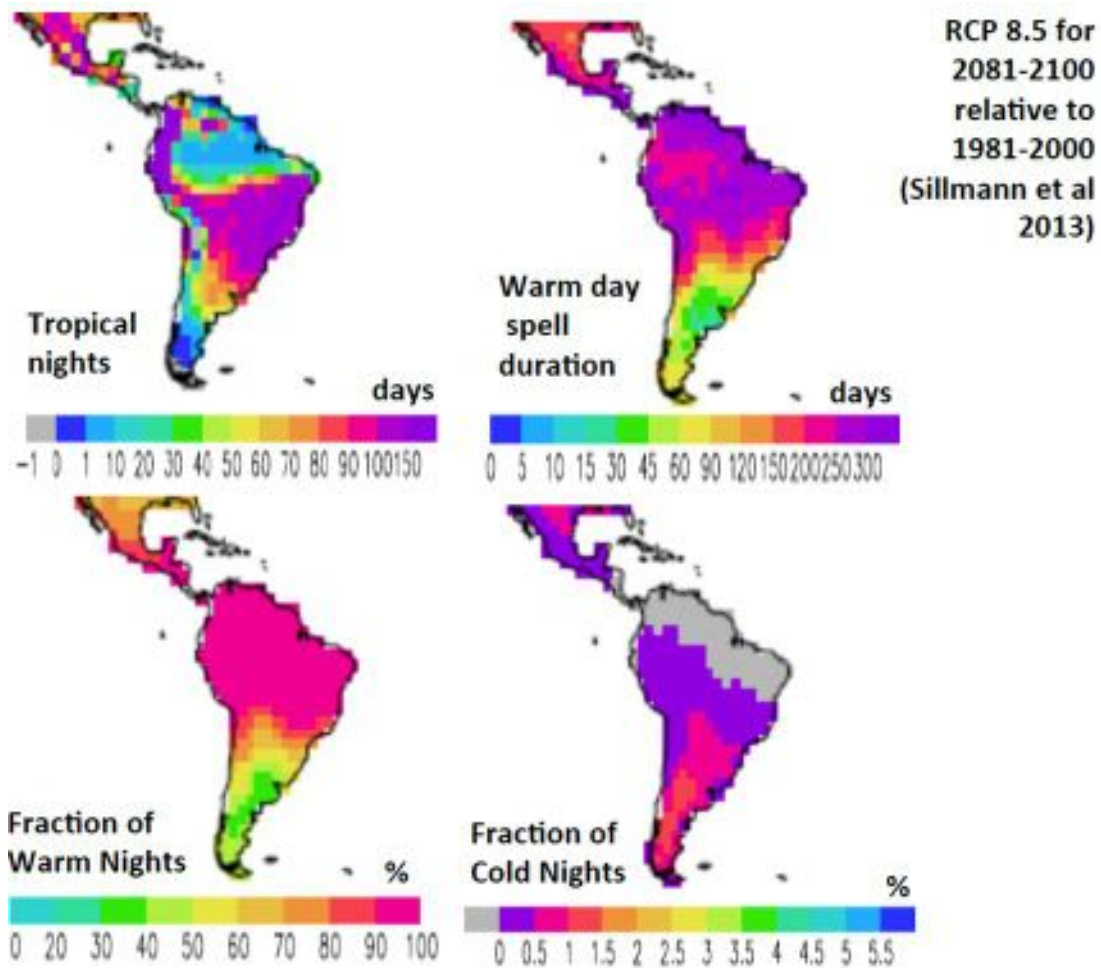 RCP 8.5 for
2081-2100
relative to
1981-2000
(Sillmann et al
2013)
Tropical
nights
days
-1 0 1 10 20 30 40 50 60 70 80 90 100 150
Warm day
spell
duration
days
0 5 10 15 30 45 60 90 120 150 200 250 300
Fraction of
Warm Nights
%
0 20 30 40 50 60 70 80 90 100
Fraction of
Cold Nights
%
0 0.5 1 1.5 2 2.5 3 3.5 4 4.5 5 5.5